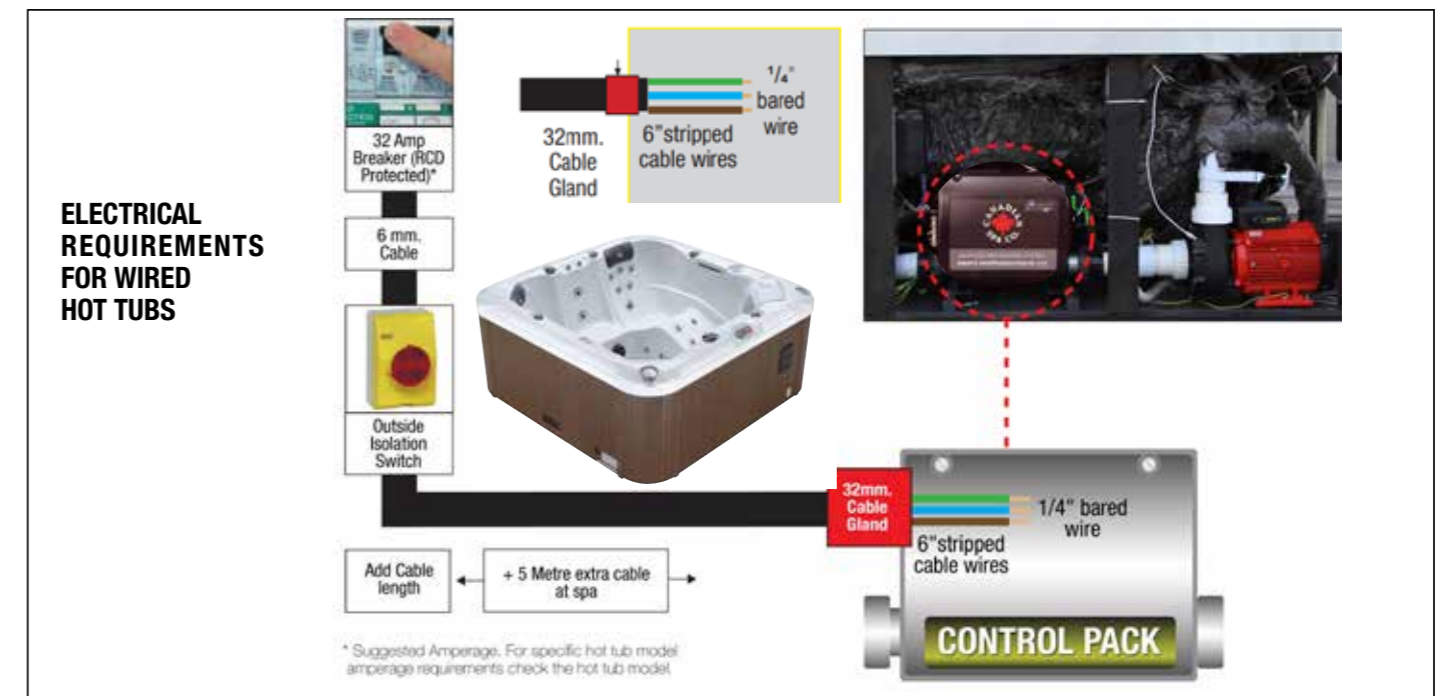 ELECTRICAL
REQUIREMENTS
FOR WIRED
HOT TUBS
32 Amp
Breaker (RCD
Protected)*
6 mm.
Cable
Outside
Isolation
Switch
Add Cable
length
+ 5 Metre extra cable
at spa
* Suggested Amperage. For specific hot tub model
amperage requirements check the hot tub model.
32mm.
Cable
Gland
6"stripped
cable wires
1/4"
bared
wire
CANADIAN
SPA CO.
32mm.
Cable
Gland
6"stripped
cable wires
1/4" bared
wire
CONTROL PACK